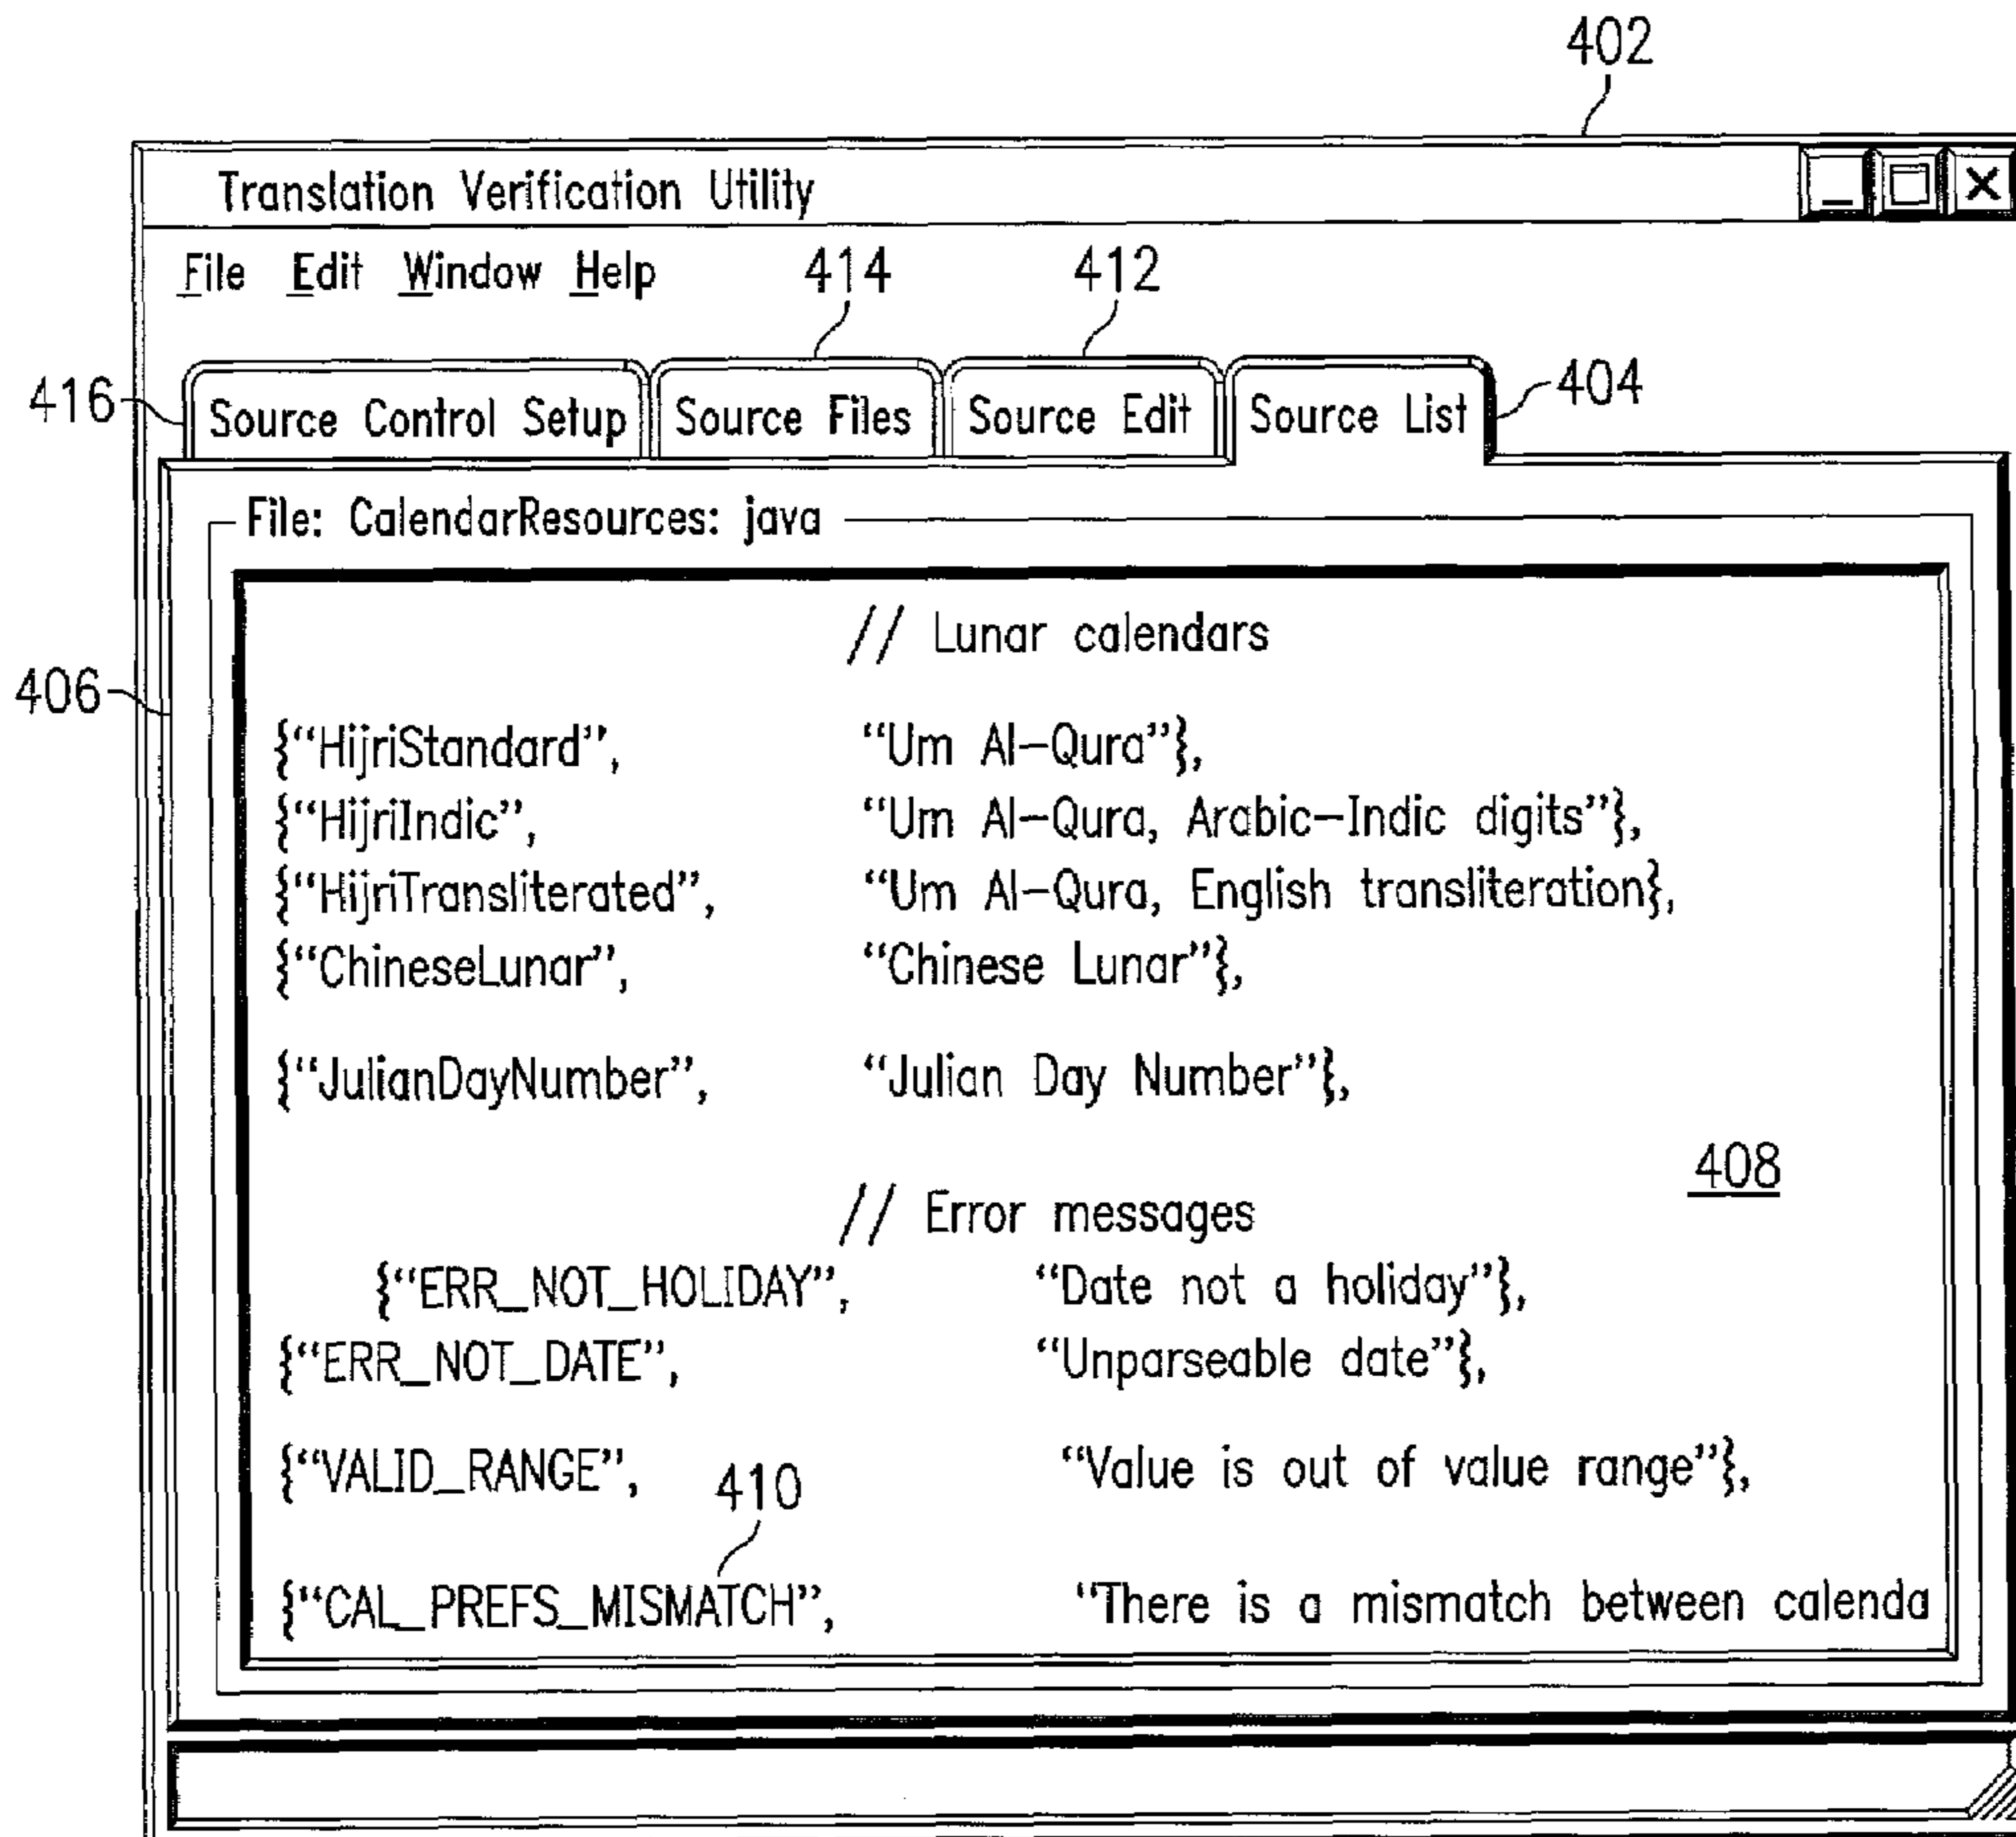 402
Translation Verification Utility
File Edit Window Help
414 412
416 Source Control Setup Source Files Source Edit Source List 404
File: CalendarResources: java
// Lunar calendars
406
{“HijriStandard”, “Um Al-Qura”},
{“HijriIndic”, “Um Al-Qura, Arabic-Indic digits”},
{“HijriTransliterated”, “Um Al-Qura, English transliteration},
{“ChineseLunar”, “Chinese Lunar”},
{“JulianDayNumber”, “Julian Day Number”},
408
// Error messages
{“ERR_NOT_HOLIDAY”, “Date not a holiday”},
{“ERR_NOT_DATE”, “Unparseable date”},
{“VALID_RANGE”, “Value is out of value range”},
410
{“CAL_PREFS_MISMATCH”, “There is a mismatch between calenda